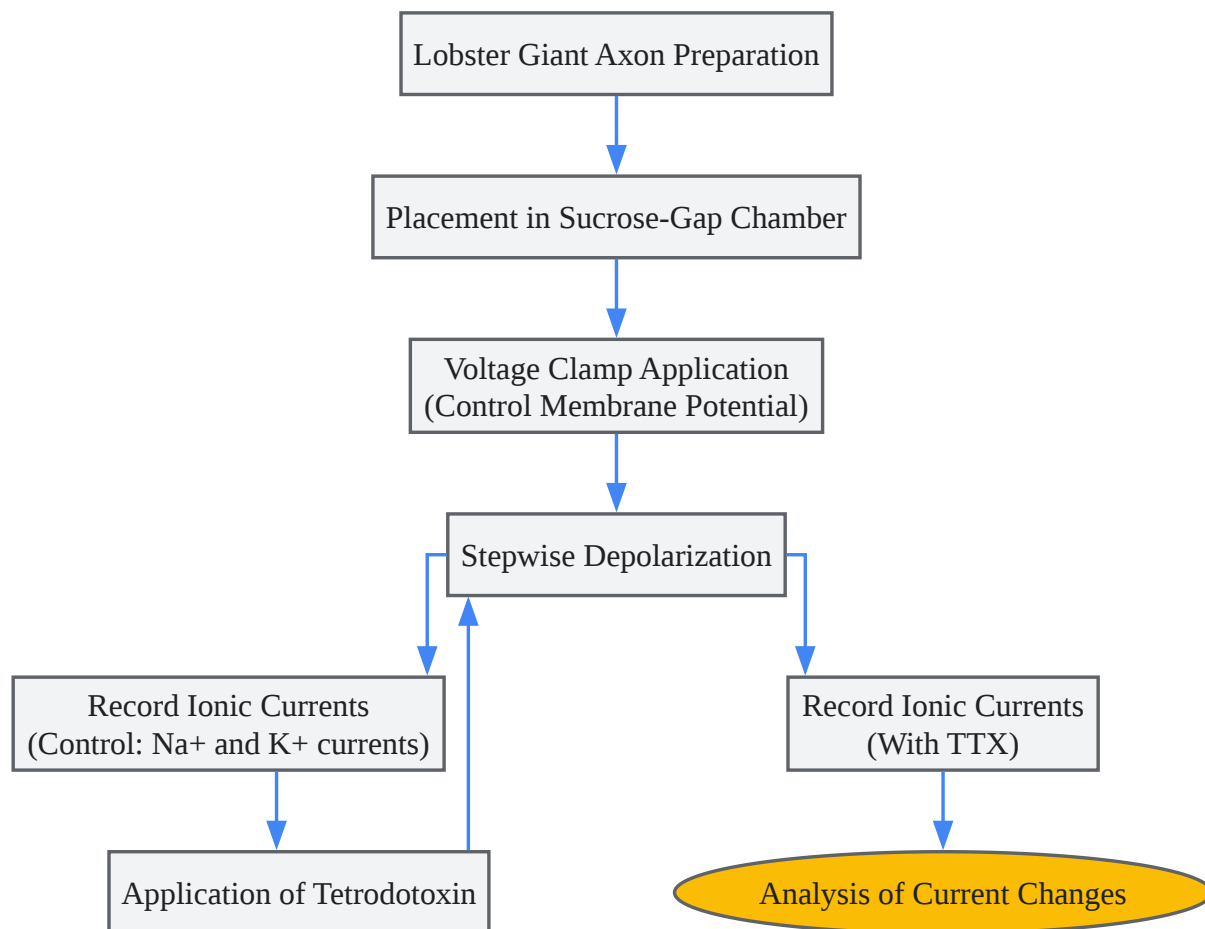 Lobster Giant Axon Preparation
Placement in Sucrose-Gap Chamber
Voltage Clamp Application
(Control Membrane Potential)
Stepwise Depolarization
Record Ionic Currents
(Control: Na+ and K+ currents)
Record Ionic Currents
(With TTX)
Application of Tetrodotoxin
Analysis of Current Changes